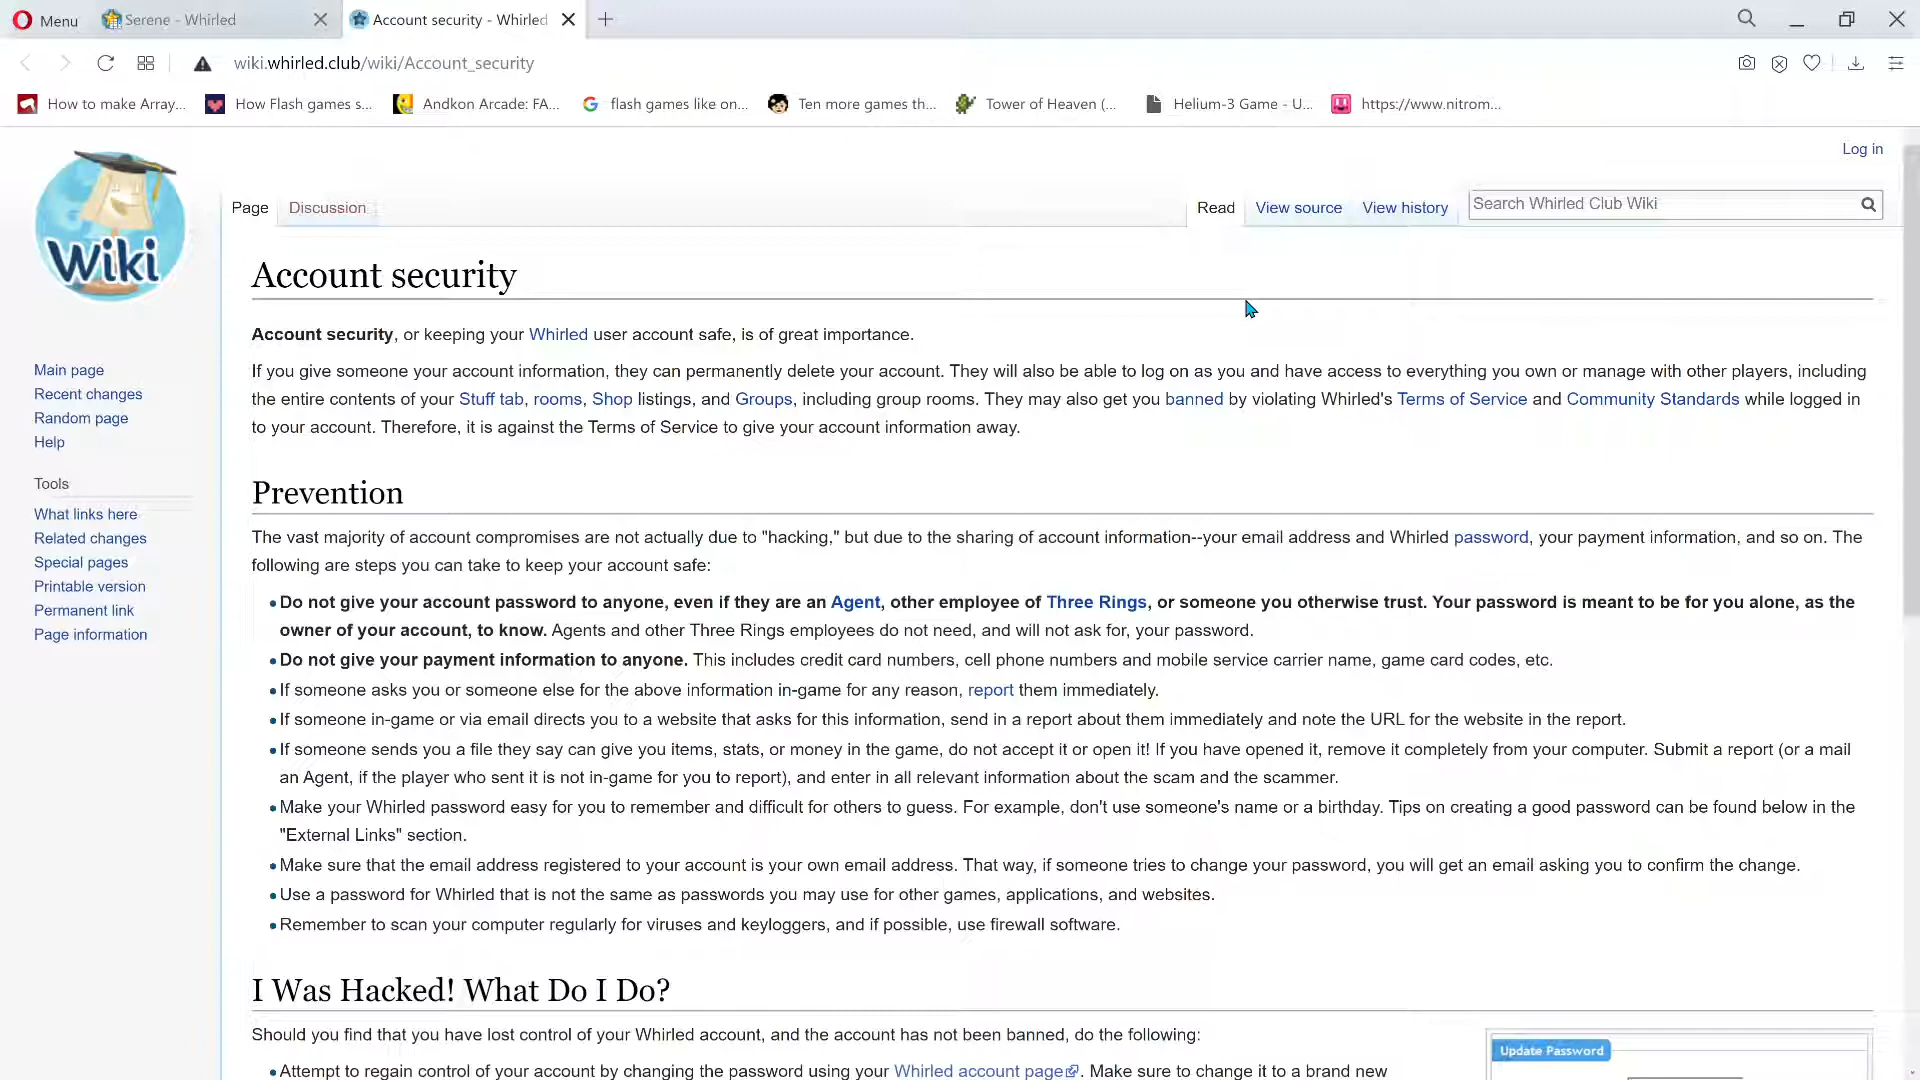 Menu
Serene - Whirled
Account security - Whirled
wiki.whirled.club/wiki/Account_security
How to make Array...
How Flash games s...
Andkon Arcade: FA...
flash games like on...
Ten more games th...
Tower of Heaven (...
Helium-3 Game - U...
https://www.nitrom...
Log in
Wiki
Page
Discussion
Read
View source
View history
Search Whirled Club Wiki
Account security
Account security, or keeping your Whirled user account safe, is of great importance.
If you give someone your account information, they can permanently delete your account. They will also be able to log on as you and have access to everything you own or manage with other players, including
the entire contents of your Stuff tab, rooms, Shop listings, and Groups, including group rooms. They may also get you banned by violating Whirled's Terms of Service and Community Standards while logged in
to your account. Therefore, it is against the Terms of Service to give your account information away.
Main page
Recent changes
Random page
Help
Tools
What links here
Related changes
Special pages
Printable version
Permanent link
Page information
Prevention
The vast majority of account compromises are not actually due to "hacking," but due to the sharing of account information--your email address and Whirled password, your payment information, and so on. The
following are steps you can take to keep your account safe:
Do not give your account password to anyone, even if they are an Agent, other employee of Three Rings, or someone you otherwise trust. Your password is meant to be for you alone, as the
owner of your account, to know. Agents and other Three Rings employees do not need, and will not ask for, your password.
Do not give your payment information to anyone. This includes credit card numbers, cell phone numbers and mobile service carrier name, game card codes, etc.
If someone asks you or someone else for the above information in-game for any reason, report them immediately.
If someone in-game or via email directs you to a website that asks for this information, send in a report about them immediately and note the URL for the website in the report.
If someone sends you a file they say can give you items, stats, or money in the game, do not accept it or open it! If you have opened it, remove it completely from your computer. Submit a report (or a mail
an Agent, if the player who sent it is not in-game for you to report), and enter in all relevant information about the scam and the scammer.
Make your Whirled password easy for you to remember and difficult for others to guess. For example, don't use someone's name or a birthday. Tips on creating a good password can be found below in the
"External Links" section.
Make sure that the email address registered to your account is your own email address. That way, if someone tries to change your password, you will get an email asking you to confirm the change.
Use a password for Whirled that is not the same as passwords you may use for other games, applications, and websites.
Remember to scan your computer regularly for viruses and keyloggers, and if possible, use firewall software.
I Was Hacked! What Do I Do?
Should you find that you have lost control of your Whirled account, and the account has not been banned, do the following:
Attempt to regain control of your account by changing the password using your Whirled account page. Make sure to change it to a brand new
Update Password